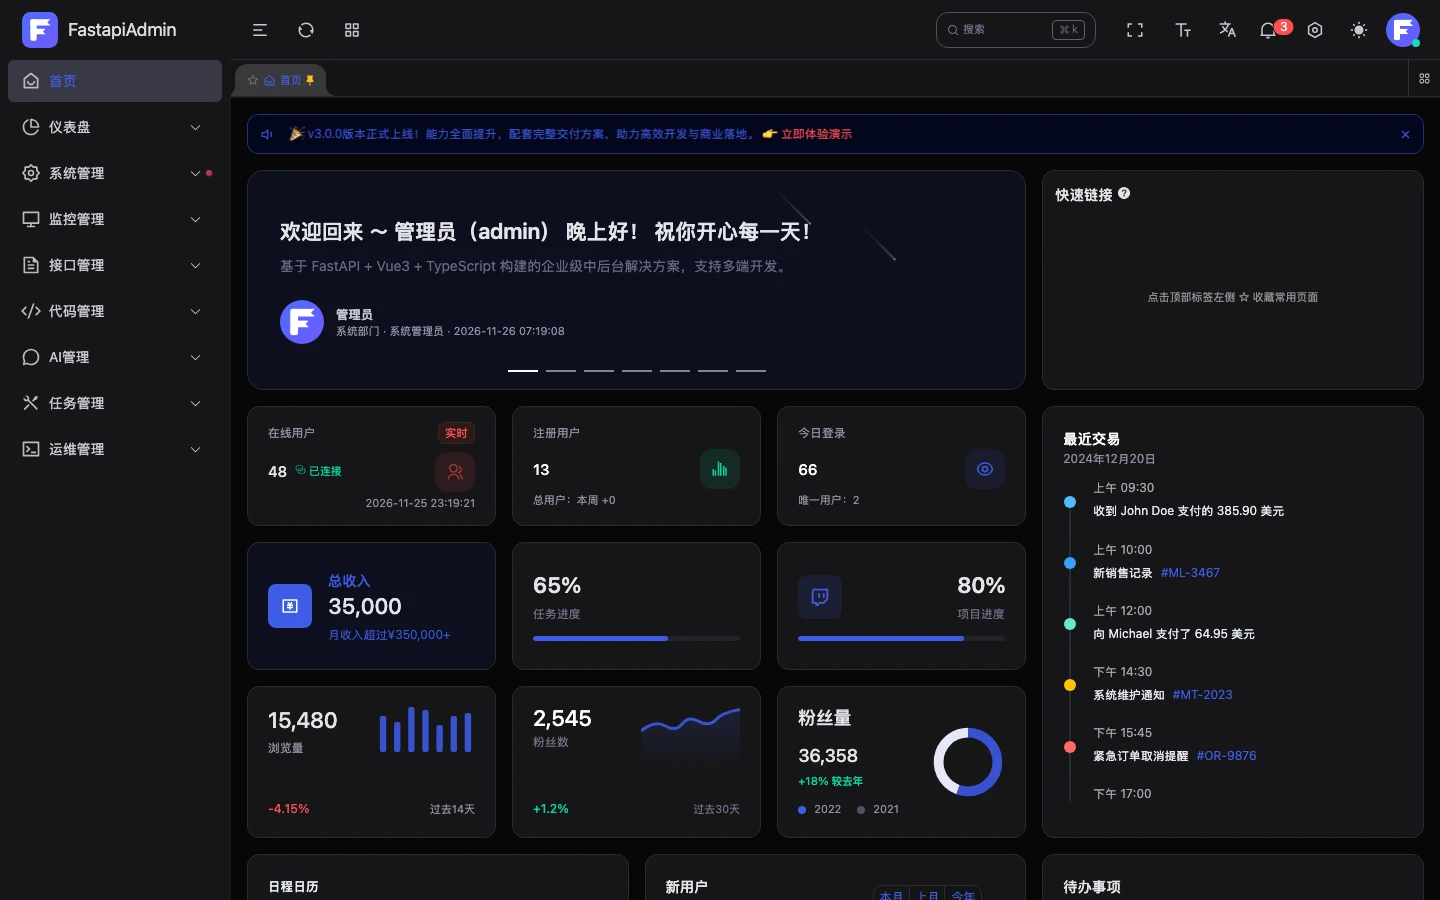 FastapiAdmin
搜索
⌘ k
3
首页
仪表盘
系统管理
监控管理
接口管理
代码管理
AI管理
任务管理
运维管理
首页
🎉 v3.0.0版本正式上线！能力全面提升，配套完整交付方案，助力高效开发与商业落地。👉 立即体验演示
欢迎回来 ~ 管理员（admin） 晚上好！ 祝你开心每一天！
基于 FastAPI + Vue3 + TypeScript 构建的企业级中后台解决方案，支持多端开发。
管理员
系统部门 · 系统管理员 · 2026-11-26 07:19:08
快速链接
点击顶部标签左侧 ☆ 收藏常用页面
在线用户
实时
48
已连接
2026-11-25 23:19:21
注册用户
13
总用户：本周 +0
今日登录
66
唯一用户：2
总收入
35,000
月收入超过¥350,000+
65%
任务进度
80%
项目进度
15,480
浏览量
-4.15%
过去14天
2,545
粉丝数
+1.2%
过去30天
粉丝量
36,358
+18% 较去年
2022
2021
最近交易
2024年12月20日
上午 09:30
收到 John Doe 支付的 385.90 美元
上午 10:00
新销售记录 #ML-3467
上午 12:00
向 Michael 支付了 64.95 美元
下午 14:30
系统维护通知 #MT-2023
下午 15:45
紧急订单取消提醒 #OR-9876
下午 17:00
日程日历
新用户
本月
上月
今年
待办事项